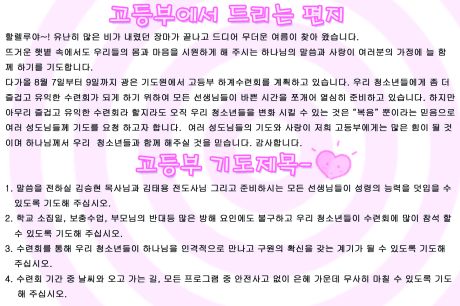 고등부에서 드리는 편지
할렐루야~! 유난히 많은 비가 내렸던 장마가 끝나고 드디어 무더운 여름이 찾아 왔습니다.
뜨거운 햇볕 속에서도 우리들의 몸과 마음을 시원하게 해 주시는 하나님의 말씀과 사랑이 여러분의 가정에 늘 함
께 하기를 기도합니다.
다가올 8월 7일부터 9일까지 광은 기도원에서 고등부 하계수련회를 계획하고 있습니다. 우리 청소년들에게 좀 더
즐겁고 유익한 수련회가 되게 하기 위하여 모든 선생님들이 바쁜 시간을 쪼개어 열심히 준비하고 있습니다. 하지만
아무리 즐겁고 유익한 수련회라 할지라도 오직 우리 청소년들을 변화 시킬 수 있는 것은 "복음" 뿐이라는 믿음으로
여러 성도님들께 기도를 요청 하고자 합니다. 여러 성도님들의 기도와 사랑이 저희 고등부에게는 많은 힘이 될 것
이며 하나님께서 우리 청소년들과 함께 해주실 것을 믿습니다. 감사합니다.
고등부 기도제목~
1. 말씀을 전하실 김승현 목사님과 김태용 전도사님 그리고 준비하시는 모든 선생님들이 성령의 능력을 덧입을 수
있도록 기도해 주십시오.
2. 학교 소집일, 보충수업, 부모님의 반대등 많은 방해 요인에도 불구하고 우리 청소년들이 수련회에 많이 참석 할
수 있도록 기도해 주십시오.
3. 수련회를 통해 우리 청소년들이 하나님을 인격적으로 만나고 구원의 확신을 갖는 계기가 될 수 있도록 기도해
주십시오.
4. 수련회 기간 중 날씨와 오고 가는 길, 모든 프로그램 중 안전사고 없이 은혜 가운데 무사히 마칠 수 있도록 기도
해 주십시오.